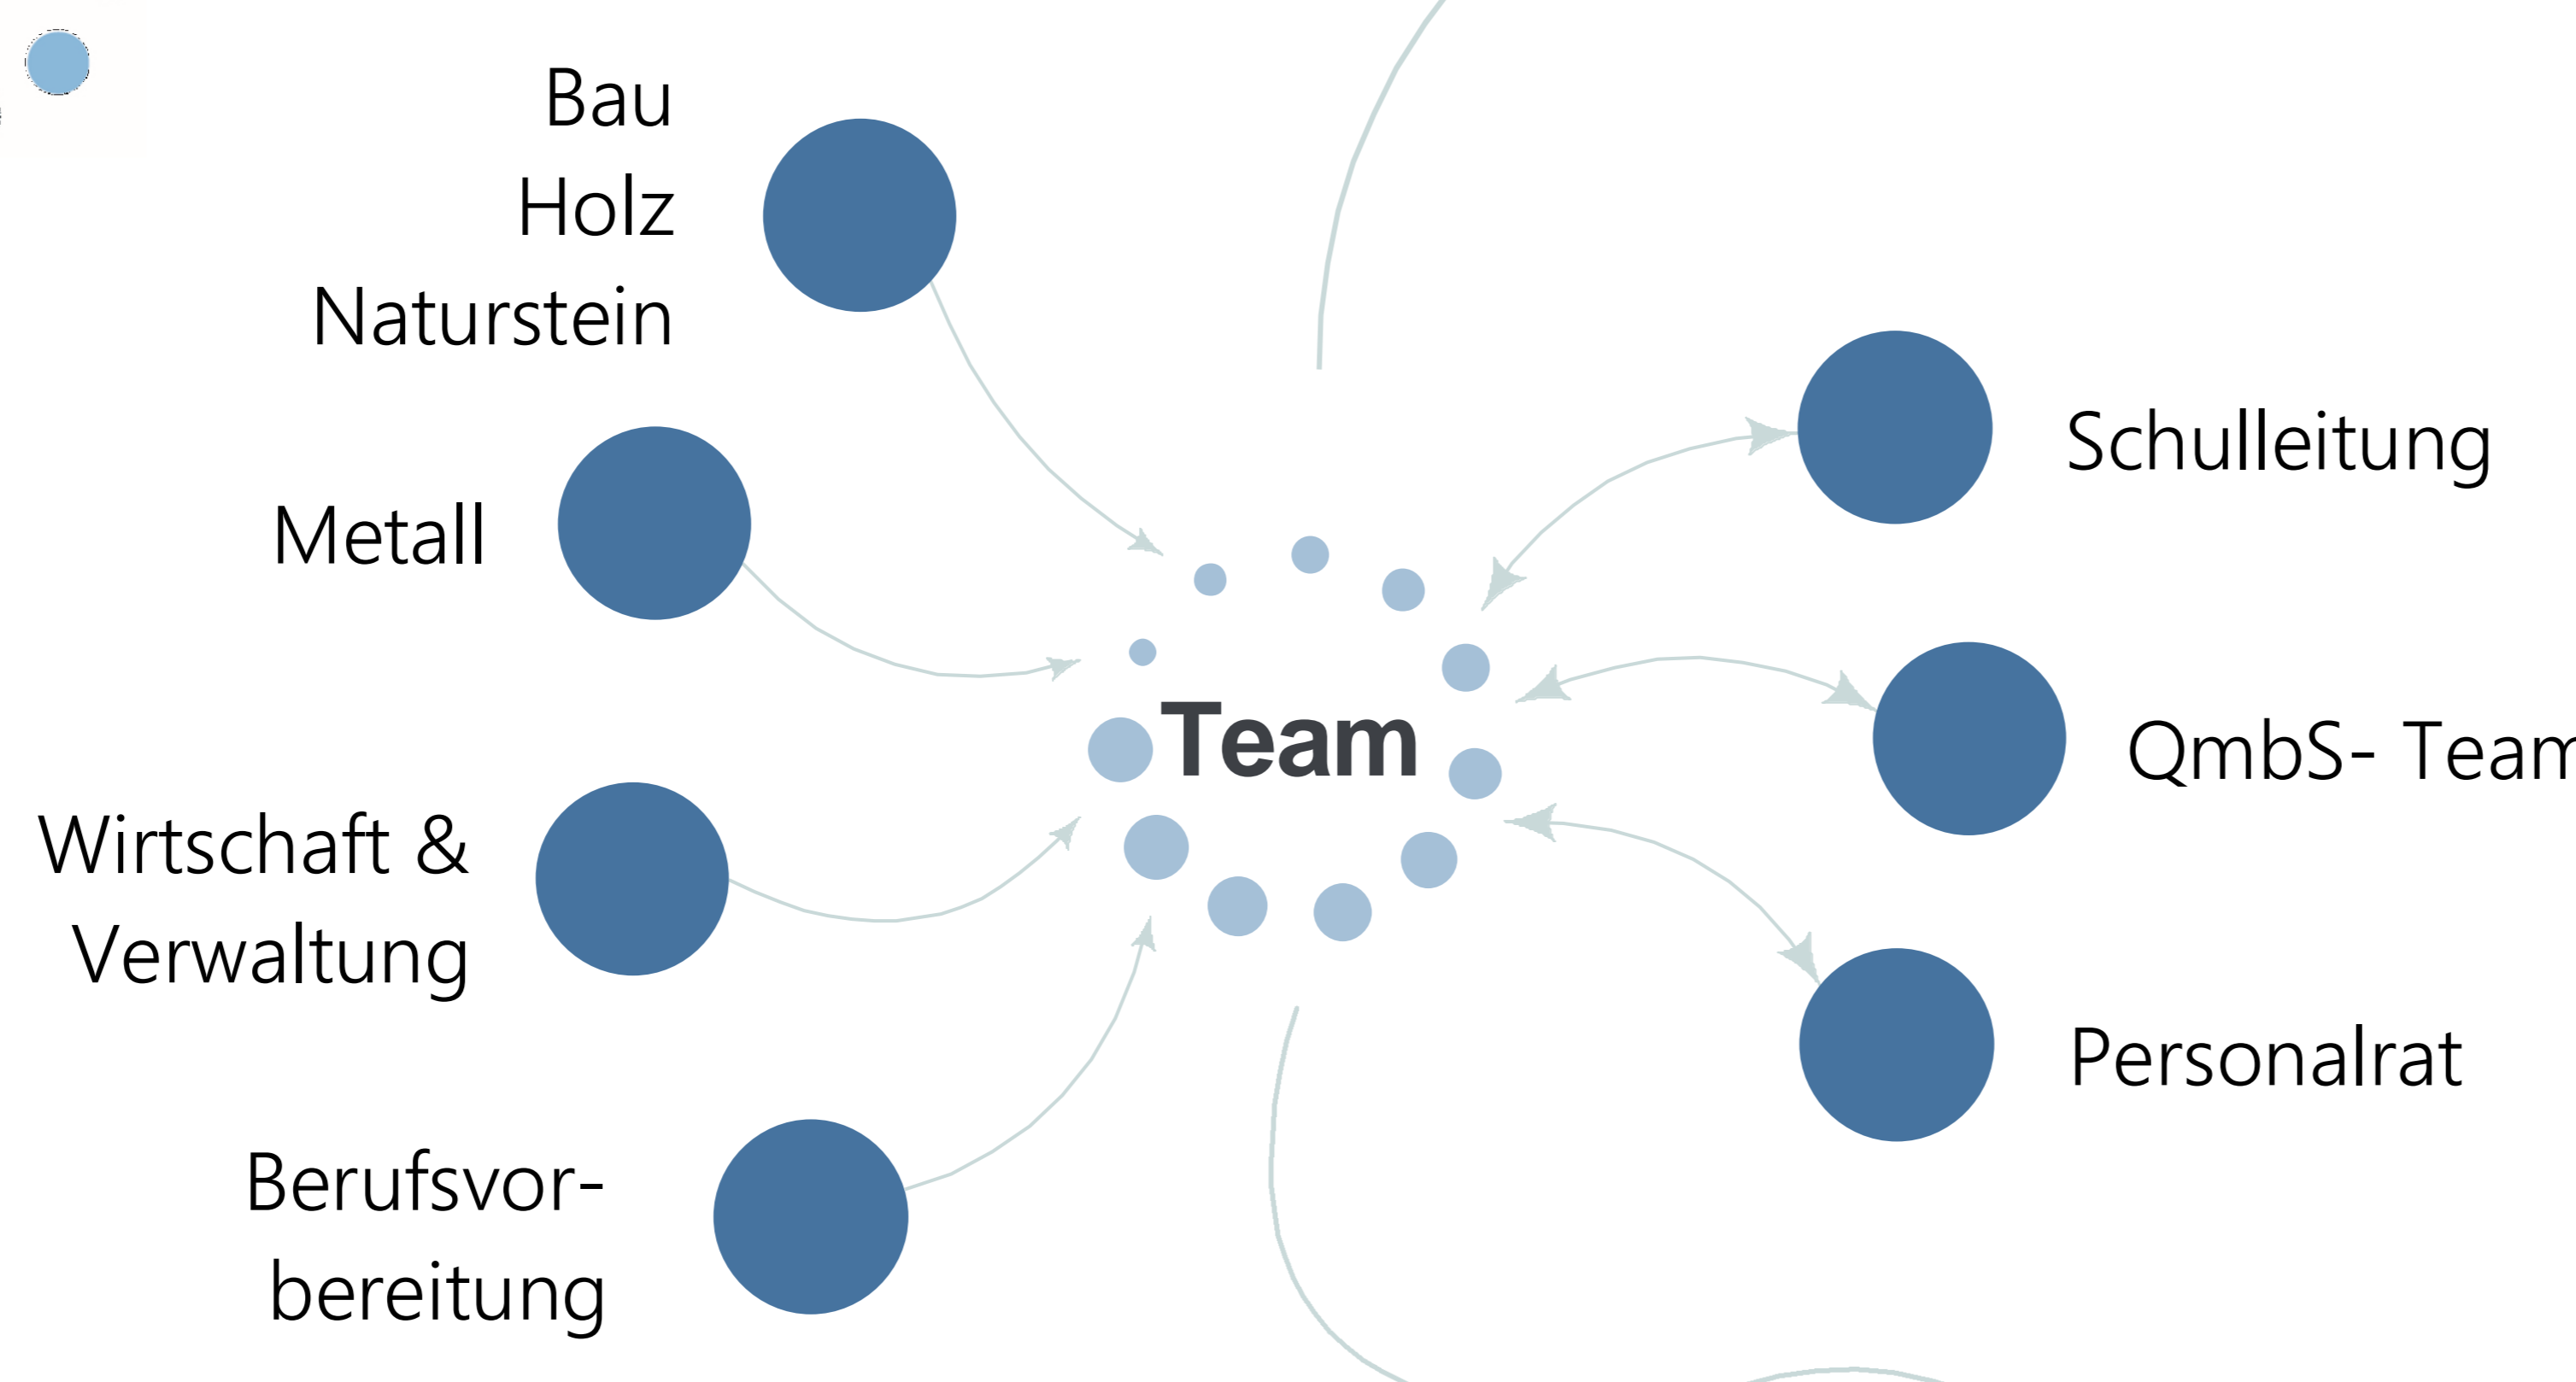 Bau
Holz
Naturstein
Metall
Wirtschaft &
Verwaltung
Berufsvor-
bereitung
Team
Schulleitung
QmbS- Team
Personalrat